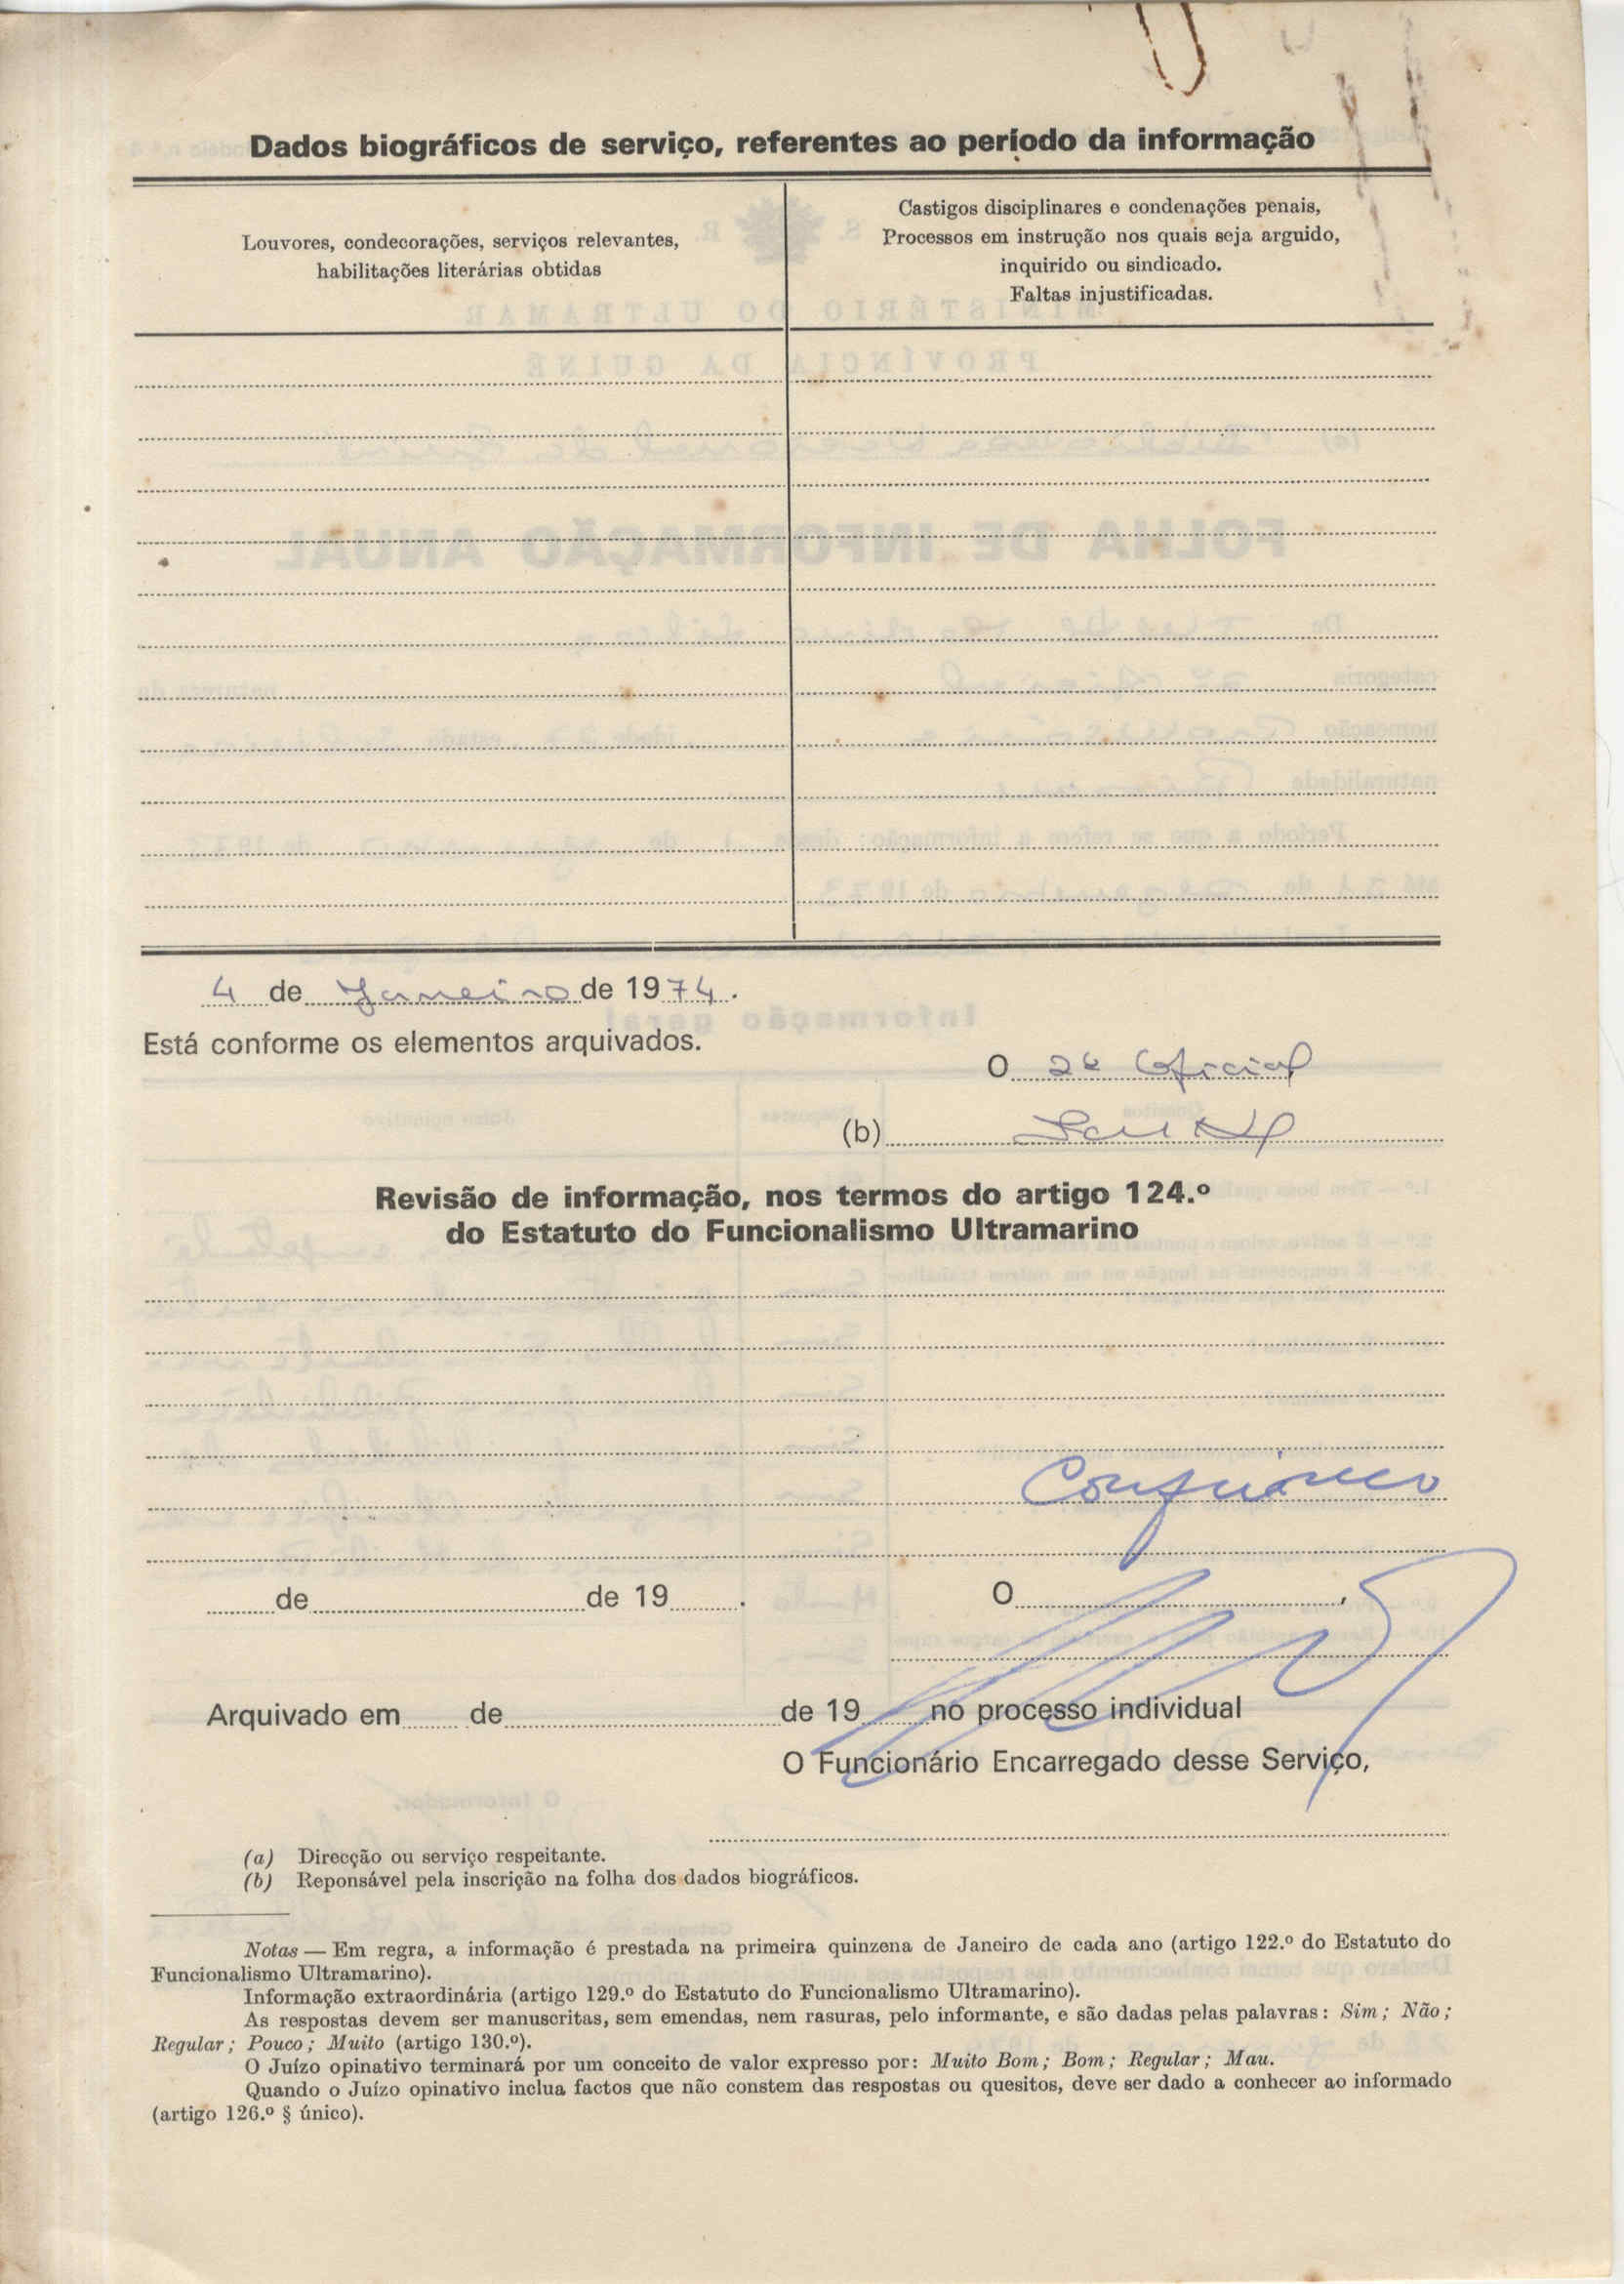 Dados biográficos de serviço, referentes ao período da informação
Louvores, condecorações, serviços relevantes,
habilitações literárias obtidas
Castigos disciplinares e condenações penais,
Processos em instrução nos quais seja arguido,
inquirido ou sindicado.
Faltas injustificadas.
4 de Janeiro de 1974.
Está conforme os elementos arquivados.
O 2º Oficial
(b)
Revisão de informação, nos termos do artigo 124.º
do Estatuto do Funcionalismo Ultramarino
Confirmo
de de 19 .
O ,
Arquivado em de de 19 no processo individual
O Funcionário Encarregado desse Serviço,
(a) Direcção ou serviço respeitante.
(b) Reponsável pela inscrição na folha dos dados biográficos.
Notas — Em regra, a informação é prestada na primeira quinzena de Janeiro de cada ano (artigo 122.º do Estatuto do
Funcionalismo Ultramarino).
Informação extraordinária (artigo 129.º do Estatuto do Funcionalismo Ultramarino).
As respostas devem ser manuscritas, sem emendas, nem rasuras, pelo informante, e são dadas pelas palavras: Sim; Não;
Regular; Pouco; Muito (artigo 130.º).
O Juízo opinativo terminará por um conceito de valor expresso por: Muito Bom; Bom; Regular; Mau.
Quando o Juízo opinativo inclua factos que não constem das respostas ou quesitos, deve ser dado a conhecer ao informado
(artigo 126.º § único).